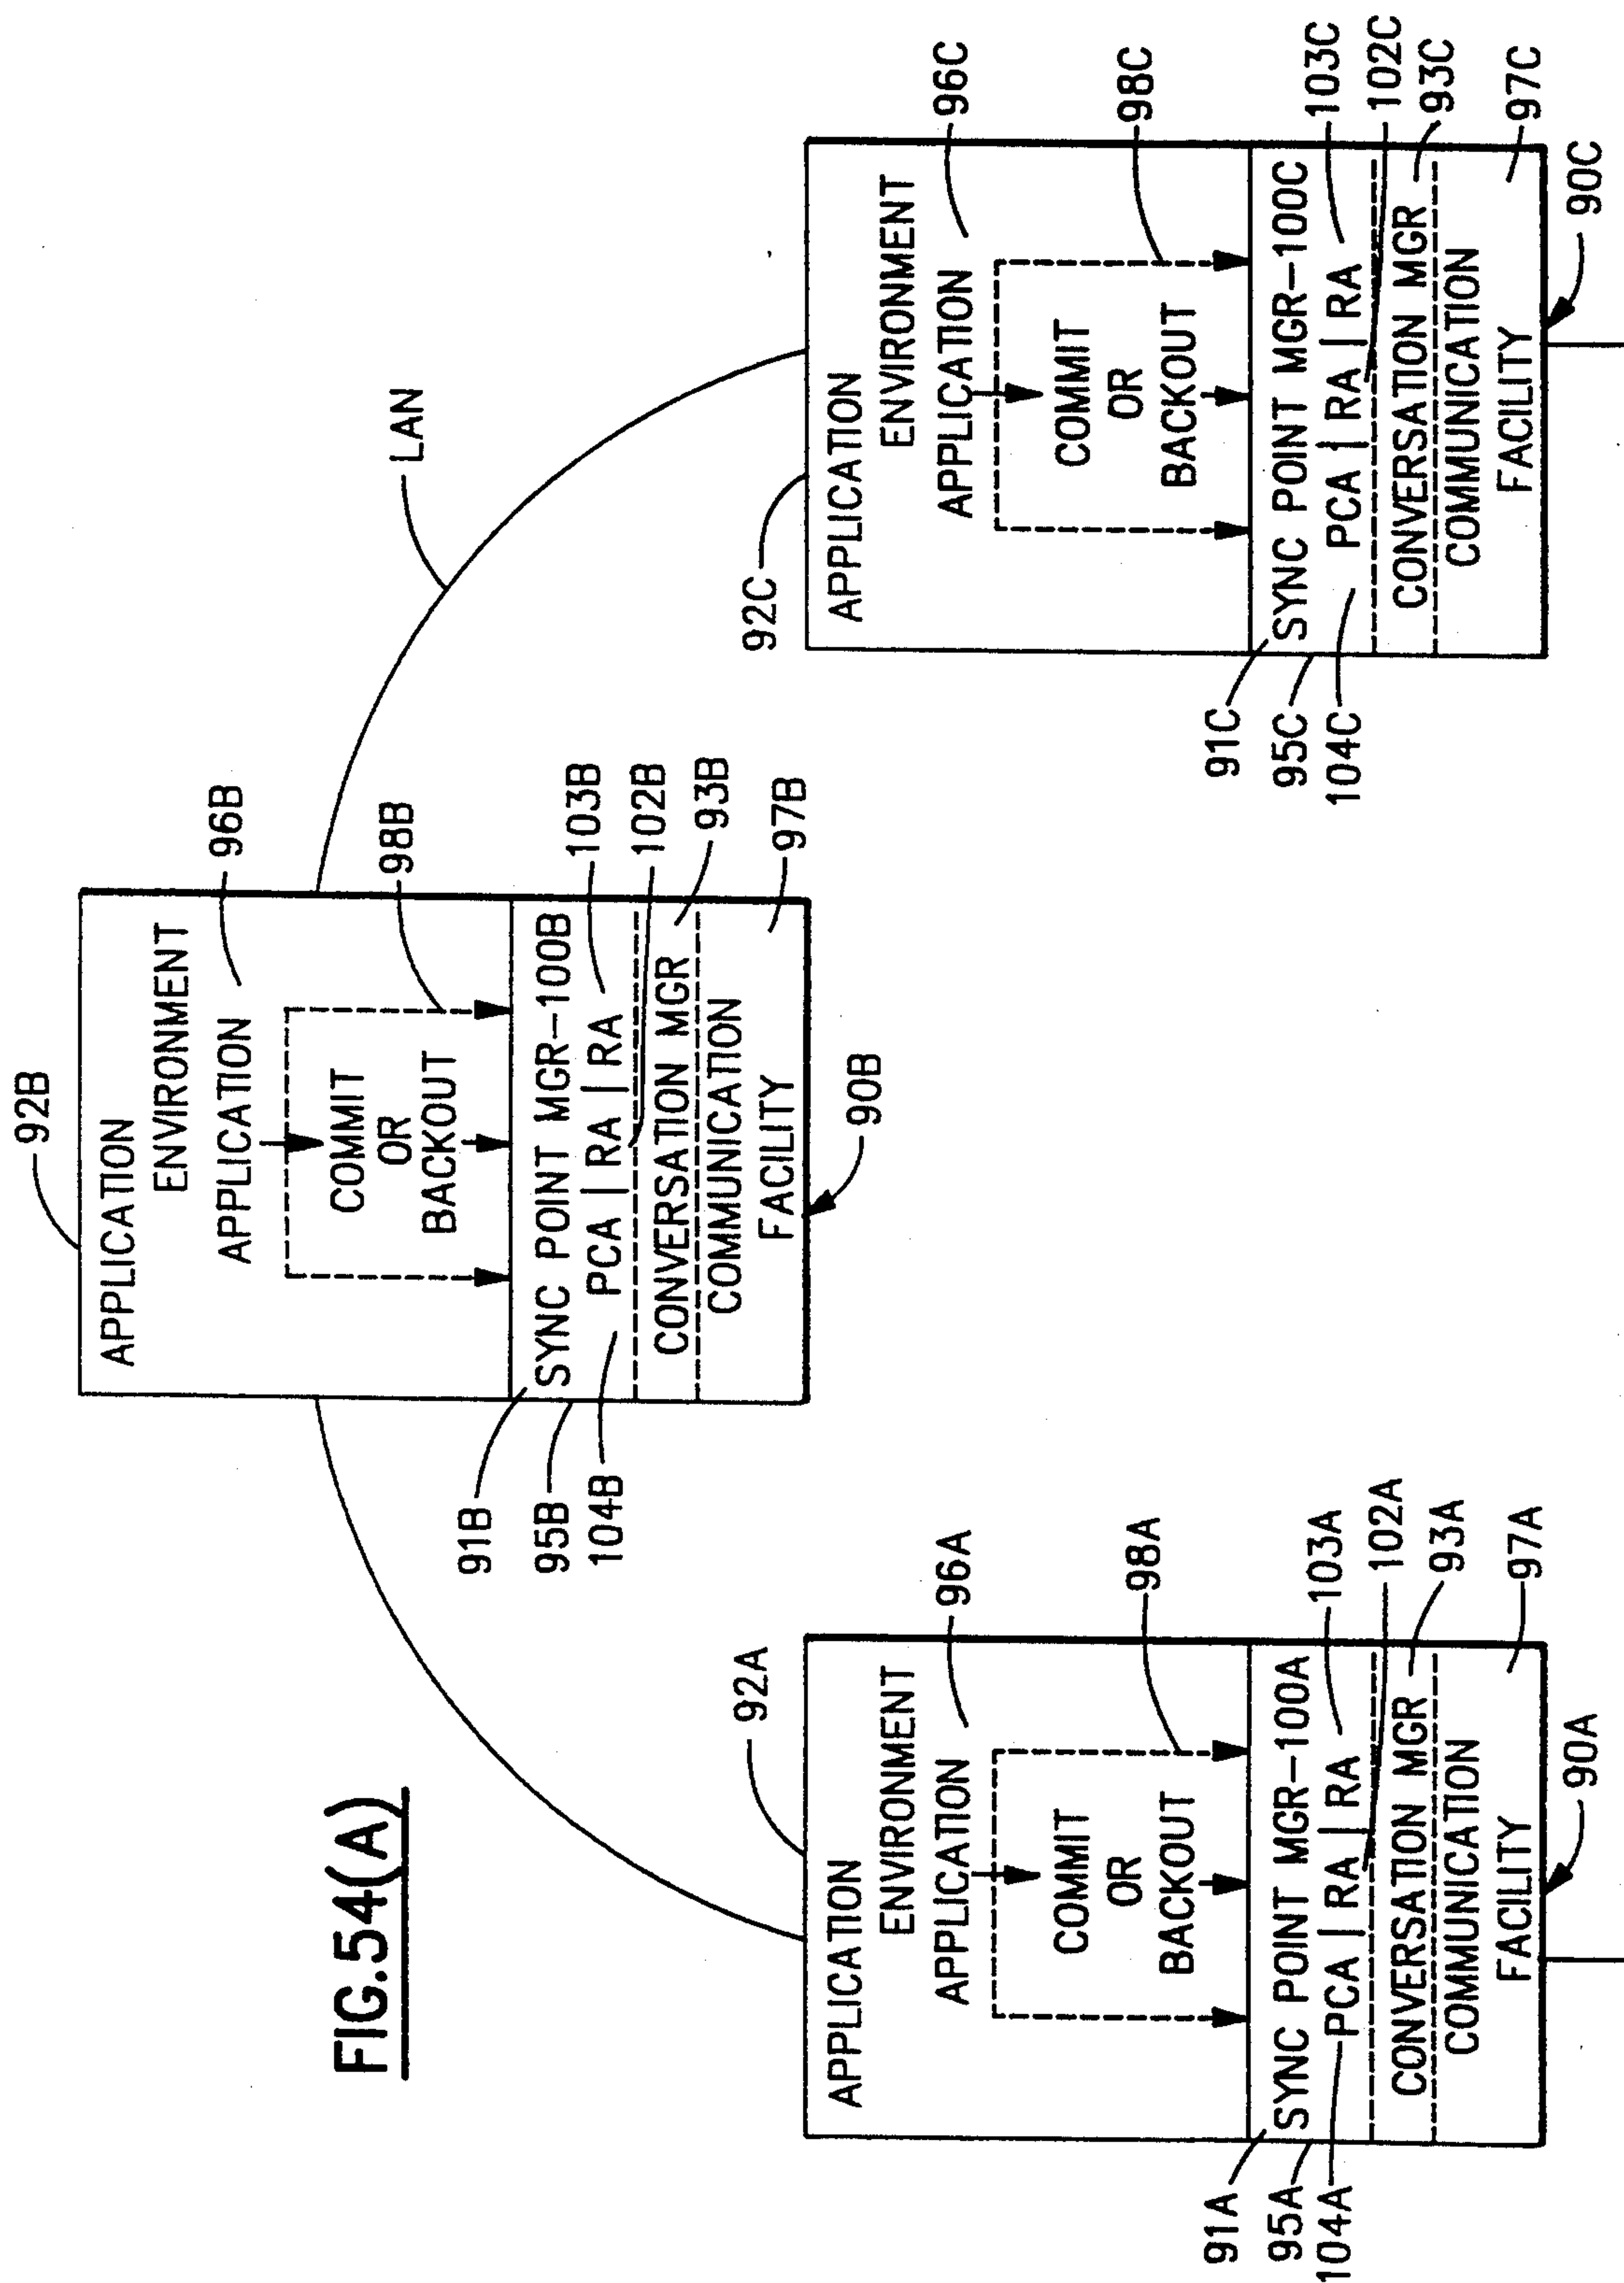 FIG.54(A)
LAN
92B
APPLICATION
ENVIRONMENT
APPLICATION
96B
COMMIT
OR
BACKOUT
98B
91B
SYNC POINT MGR-100B
95B
104B
PCA | RA | RA
103B
102B
CONVERSATION MGR
93B
COMMUNICATION
FACILITY
97B
90B
92A
APPLICATION
ENVIRONMENT
APPLICATION
96A
COMMIT
OR
BACKOUT
98A
91A
SYNC POINT MGR-100A
95A
104A
PCA | RA | RA
103A
102A
CONVERSATION MGR
93A
COMMUNICATION
FACILITY
97A
90A
92C
APPLICATION
ENVIRONMENT
APPLICATION
96C
COMMIT
OR
BACKOUT
98C
91C
SYNC POINT MGR-100C
95C
104C
PCA | RA | RA
103C
102C
CONVERSATION MGR
93C
COMMUNICATION
FACILITY
97C
90C